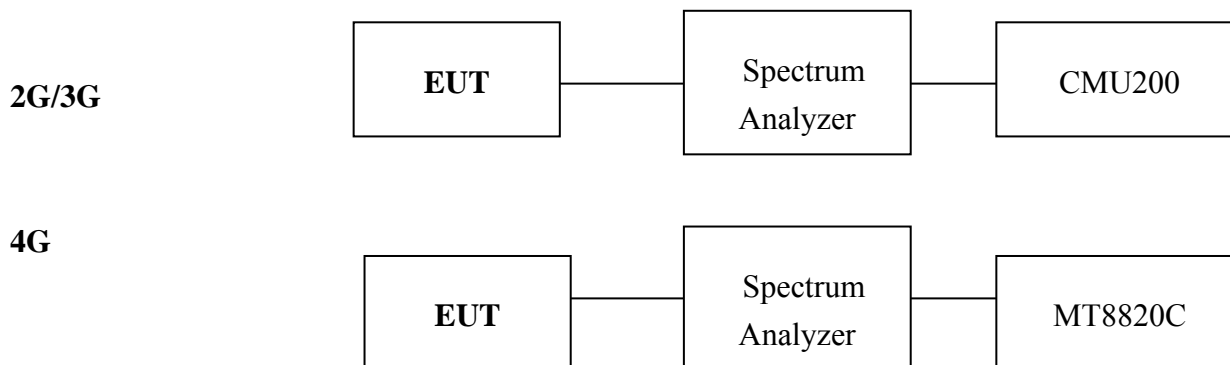 2G/3G
EUT
Spectrum
Analyzer
CMU200
4G
EUT
Spectrum
Analyzer
MT8820C